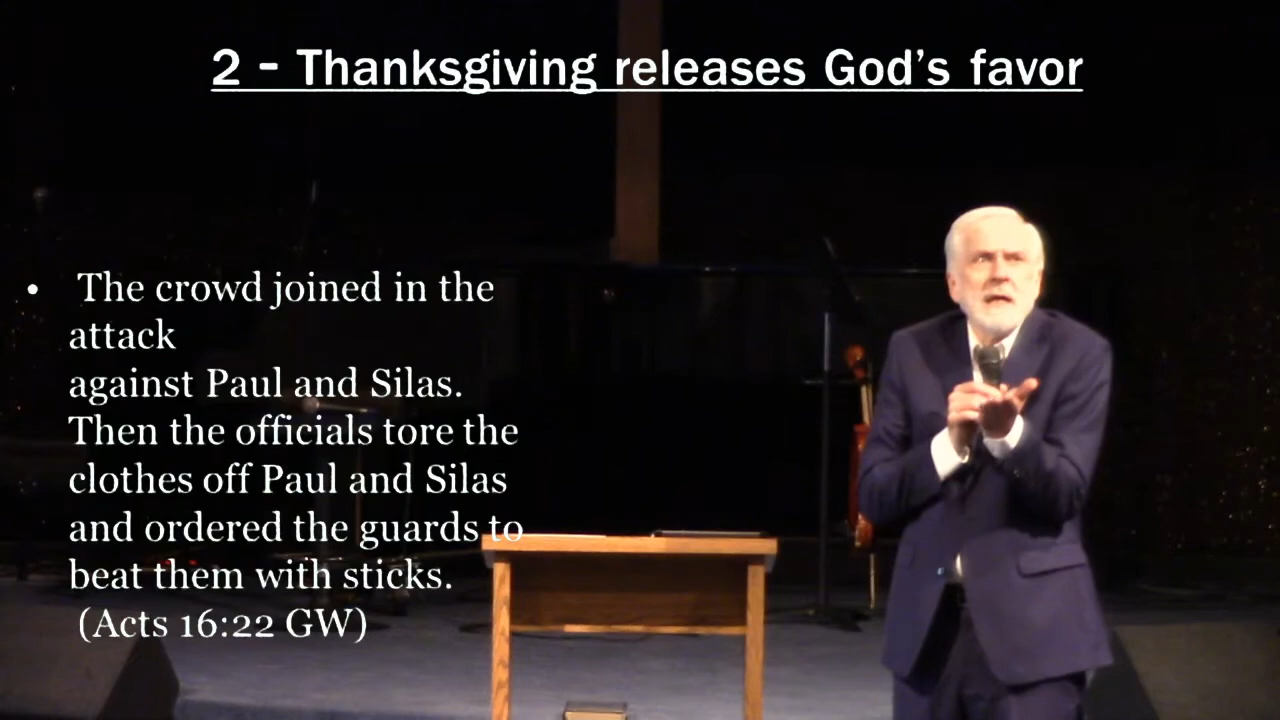 2 - Thanksgiving releases God's favor
• The crowd joined in the
attack
against Paul and Silas.
Then the officials tore the
clothes off Paul and Silas
and ordered the guards to
beat them with sticks.
(Acts 16:22 GW)